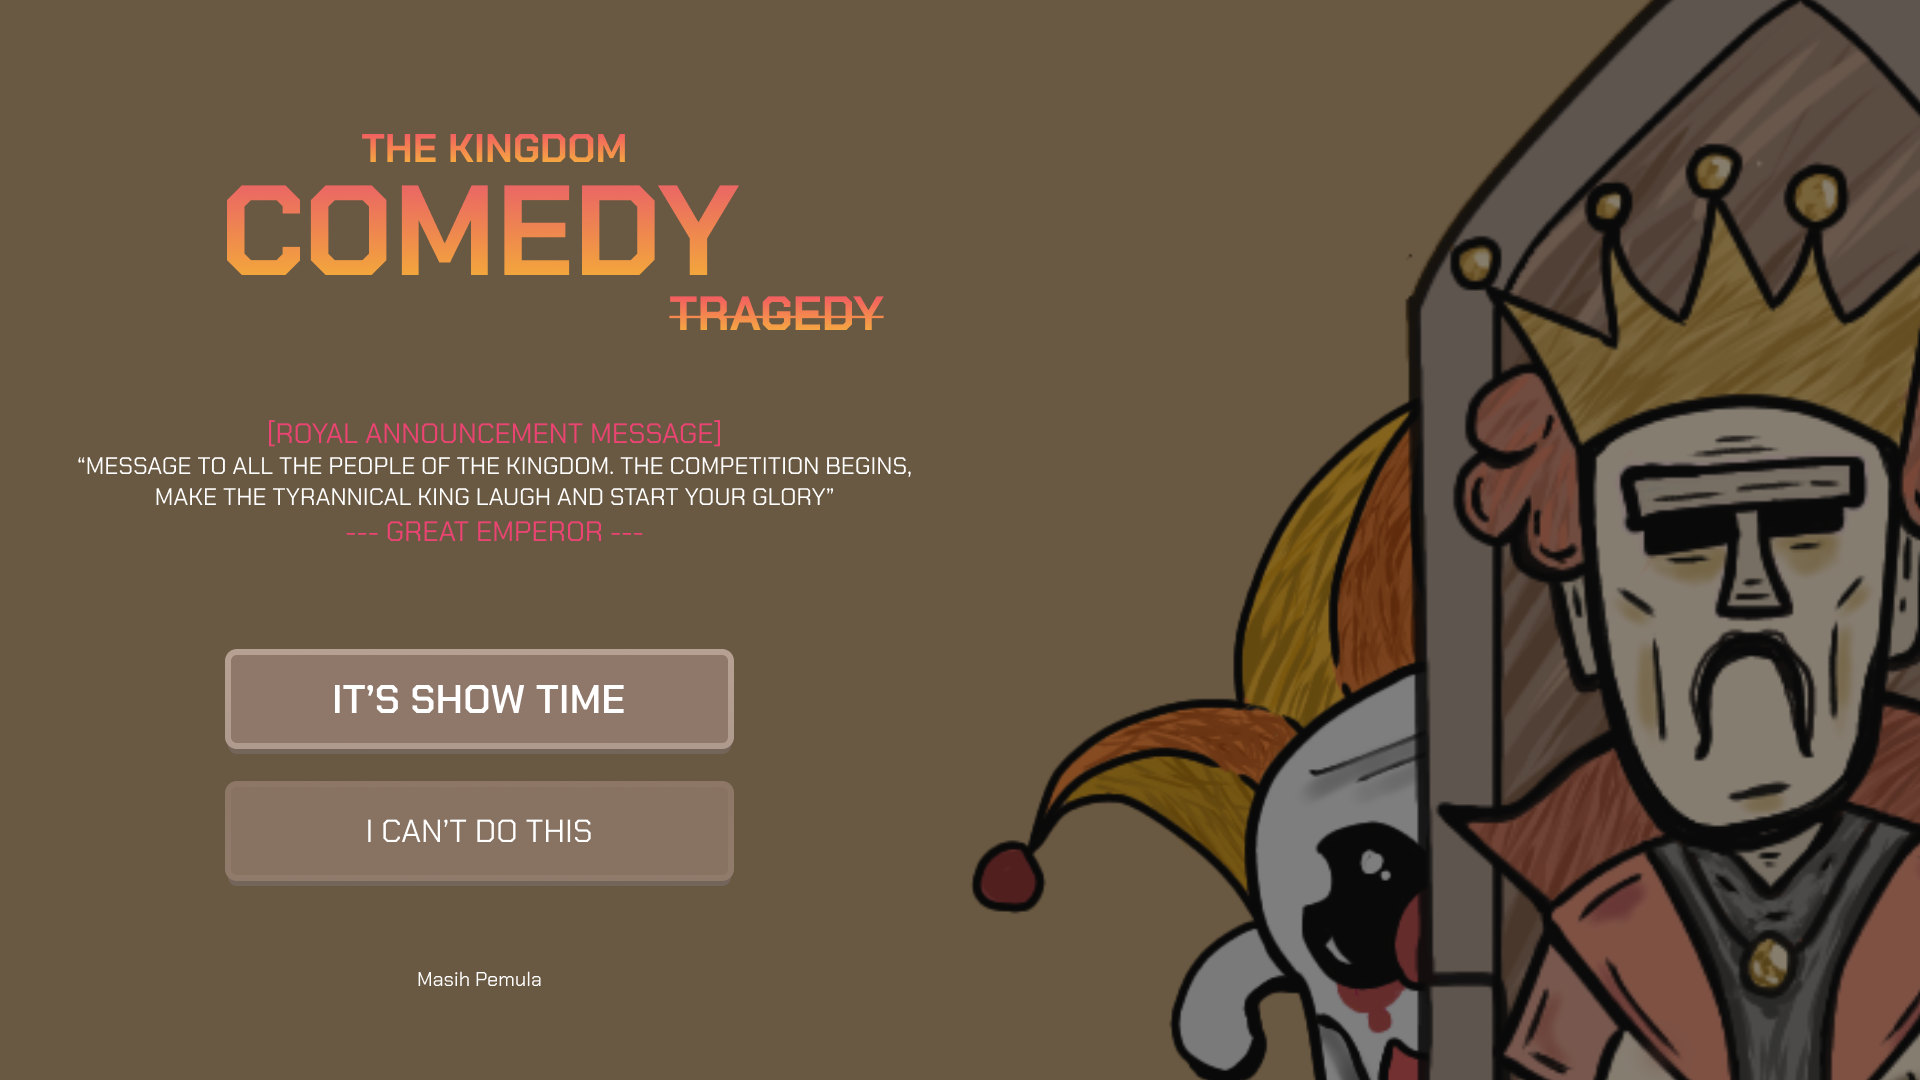 THE KINGDOM
COMEDY
TRAGEDY
[ROYAL ANNOUNCEMENT MESSAGE]
“MESSAGE TO ALL THE PEOPLE OF THE KINGDOM. THE COMPETITION BEGINS,
MAKE THE TYRANNICAL KING LAUGH AND START YOUR GLORY”
--- GREAT EMPEROR ---
IT’S SHOW TIME
I CAN’T DO THIS
Masih Pemula